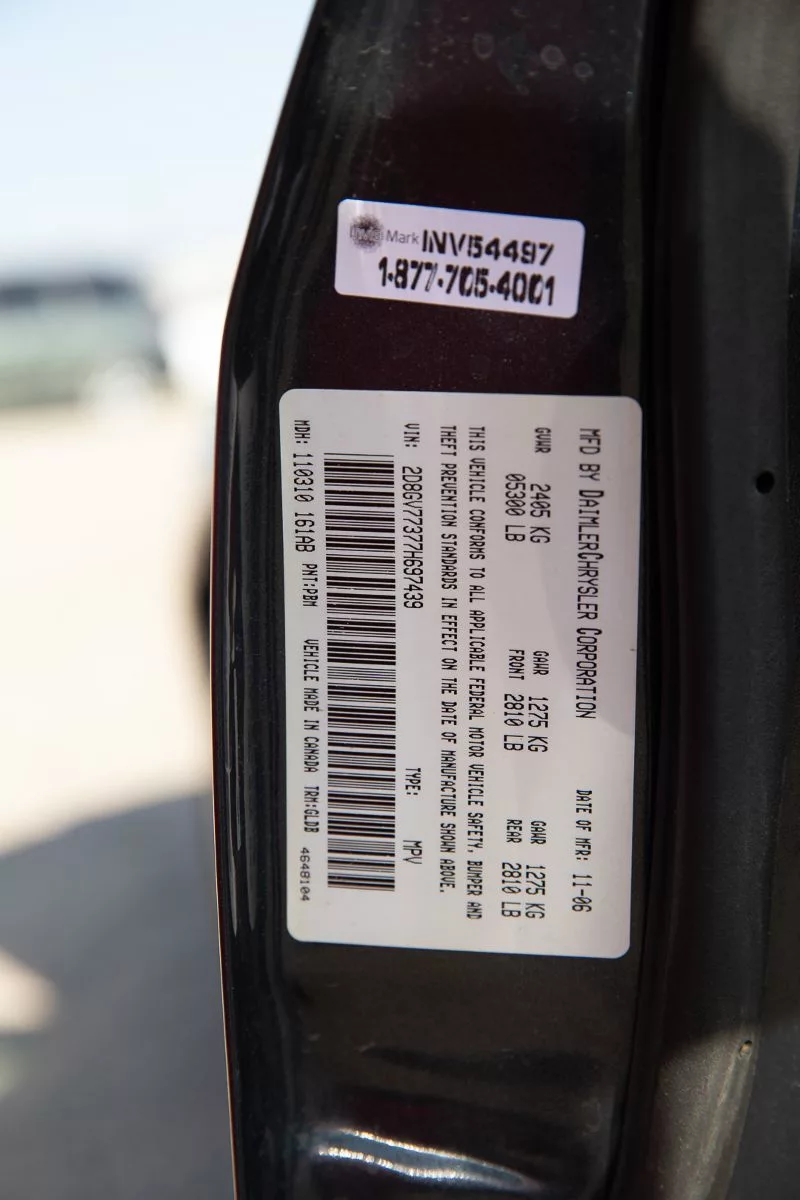 InvisiMark INV54497
1-877-705-4001
MFD BY DAIMLERCHRYSLER CORPORATION DATE OF MFR: 11-06
GVWR 2405 KG GAWR 1275 KG GAWR 1275 KG
05300 LB FRONT 2810 LB REAR 2810 LB
THIS VEHICLE CONFORMS TO ALL APPLICABLE FEDERAL MOTOR VEHICLE SAFETY, BUMPER AND
THEFT PREVENTION STANDARDS IN EFFECT ON THE DATE OF MANUFACTURE SHOWN ABOVE.
VIN: 2D8GV77377H697439 TYPE: MPV
MDH: 110310 161AB PNT:PBM VEHICLE MADE IN CANADA TRM:GLDB 4648104